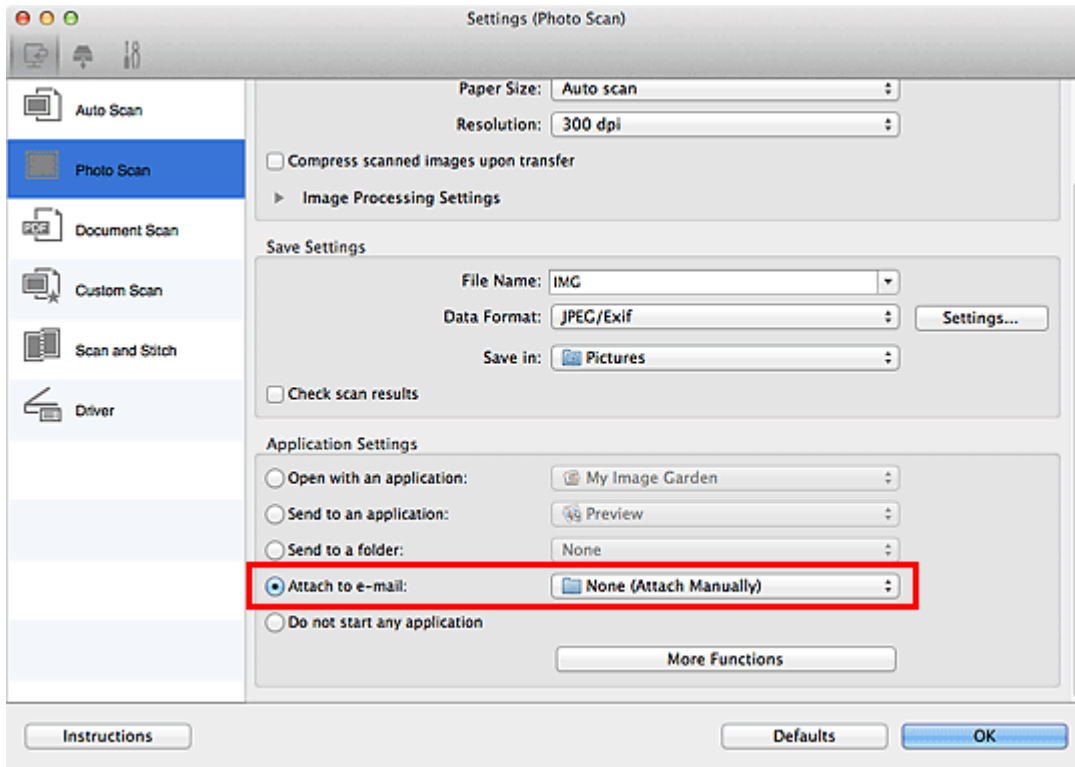 Settings (Photo Scan)
Auto Scan
Photo Scan
PDF
Document Scan
Custom Scan
Scan and Stitch
Driver
Paper Size: Auto scan
Resolution: 300 dpi
Compress scanned images upon transfer
Image Processing Settings
Save Settings
File Name: IMG
Data Format: JPEG/Exif Settings...
Save in: Pictures
Check scan results
Application Settings
Open with an application: My Image Garden
Send to an application: Preview
Send to a folder: None
Attach to e-mail: None (Attach Manually)
Do not start any application
More Functions
Instructions Defaults OK